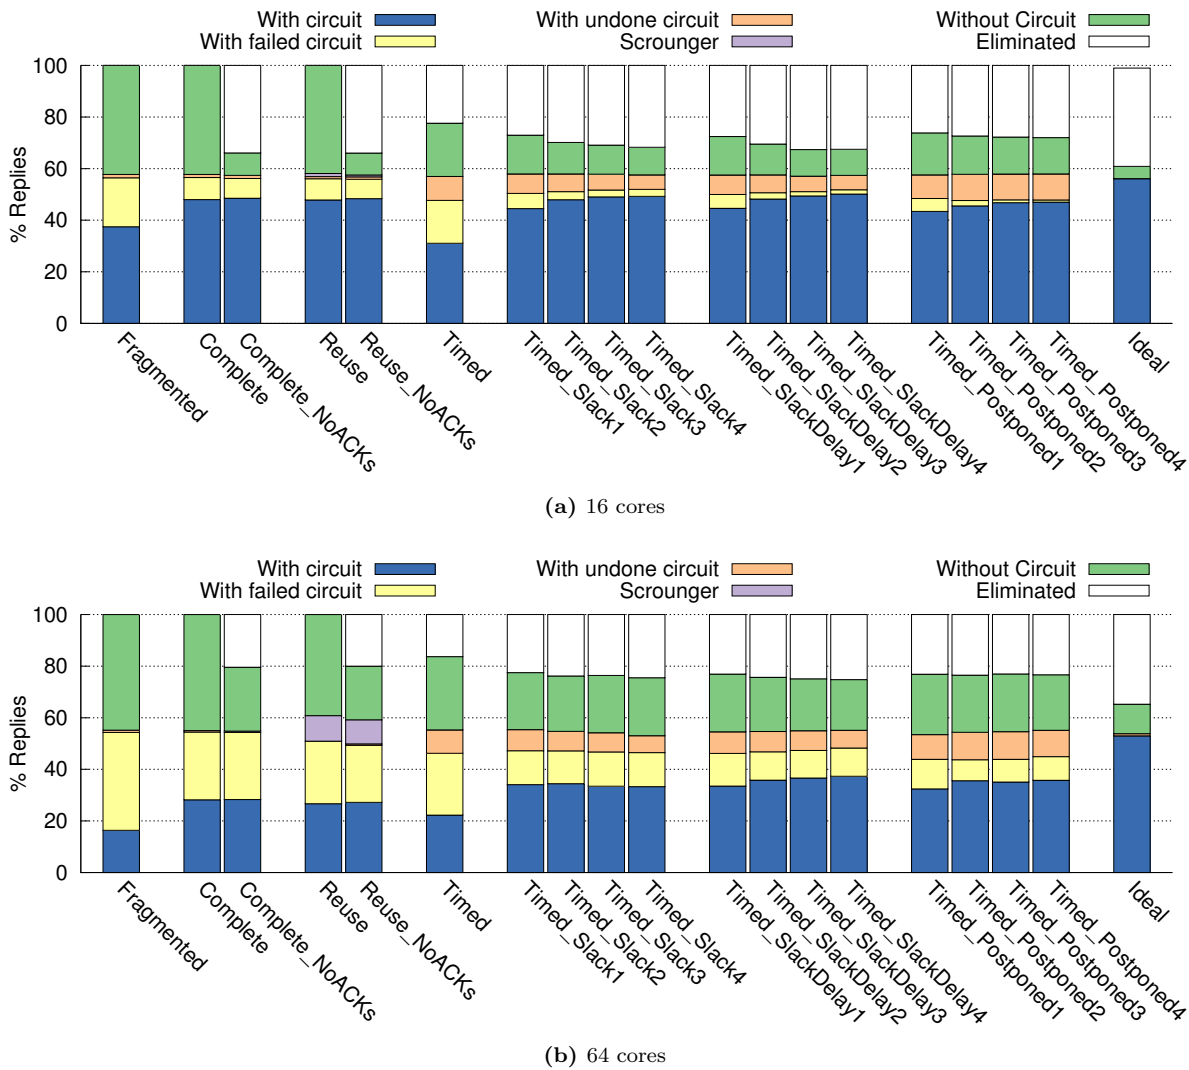 With circuit
With undone circuit
Without Circuit
With failed circuit
Scrounger
Eliminated
% Replies
100
80
60
40
20
0
Fragmented
Complete
Complete_NoACKs
Reuse
Reuse_NoACKs
Timed
Timed_Slack1
Timed_Slack2
Timed_Slack3
Timed_Slack4
Timed_SlackDelay1
Timed_SlackDelay2
Timed_SlackDelay3
Timed_SlackDelay4
Timed_Postponed1
Timed_Postponed2
Timed_Postponed3
Timed_Postponed4
Ideal
(a) 16 cores
With circuit
With undone circuit
Without Circuit
With failed circuit
Scrounger
Eliminated
% Replies
100
80
60
40
20
0
Fragmented
Complete
Complete_NoACKs
Reuse
Reuse_NoACKs
Timed
Timed_Slack1
Timed_Slack2
Timed_Slack3
Timed_Slack4
Timed_SlackDelay1
Timed_SlackDelay2
Timed_SlackDelay3
Timed_SlackDelay4
Timed_Postponed1
Timed_Postponed2
Timed_Postponed3
Timed_Postponed4
Ideal
(b) 64 cores